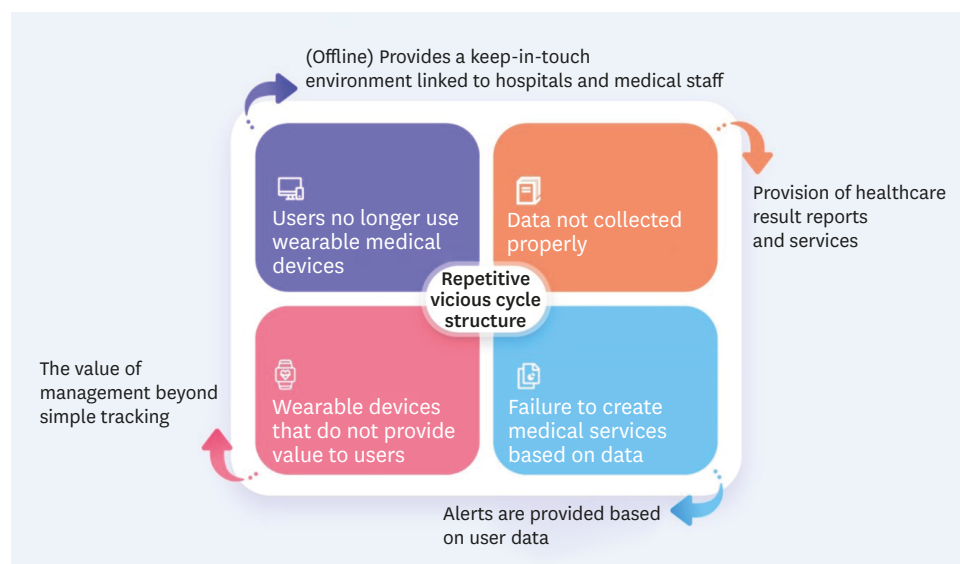 (Offline) Provides a keep-in-touch
environment linked to hospitals and medical staff
Users no longer use
wearable medical
devices
Data not collected
properly
Provision of healthcare
result reports
and services
Repetitive
vicious cycle
structure
The value of
management beyond
simple tracking
Wearable devices
that do not provide
value to users
Failure to create
medical services
based on data
Alerts are provided based
on user data